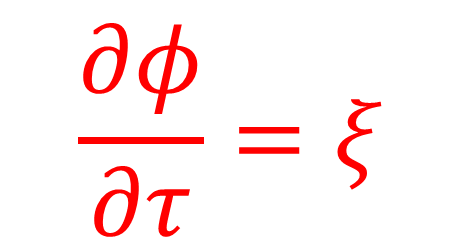 ∂ϕ/∂τ = ξ